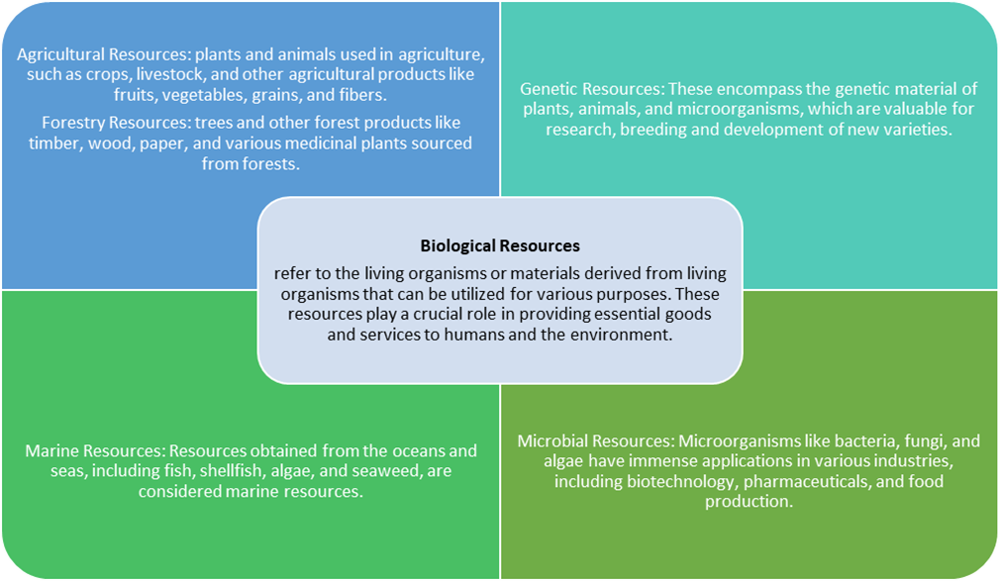 Agricultural Resources: plants and animals used in agriculture,
such as crops, livestock, and other agricultural products like
fruits, vegetables, grains, and fibers.
Forestry Resources: trees and other forest products like
timber, wood, paper, and various medicinal plants sourced
from forests.
Genetic Resources: These encompass the genetic material of
plants, animals, and microorganisms, which are valuable for
research, breeding and development of new varieties.
Biological Resources
refer to the living organisms or materials derived from living
organisms that can be utilized for various purposes. These
resources play a crucial role in providing essential goods
and services to humans and the environment.
Marine Resources: Resources obtained from the oceans and
seas, including fish, shellfish, algae, and seaweed, are
considered marine resources.
Microbial Resources: Microorganisms like bacteria, fungi, and
algae have immense applications in various industries,
including biotechnology, pharmaceuticals, and food
production.